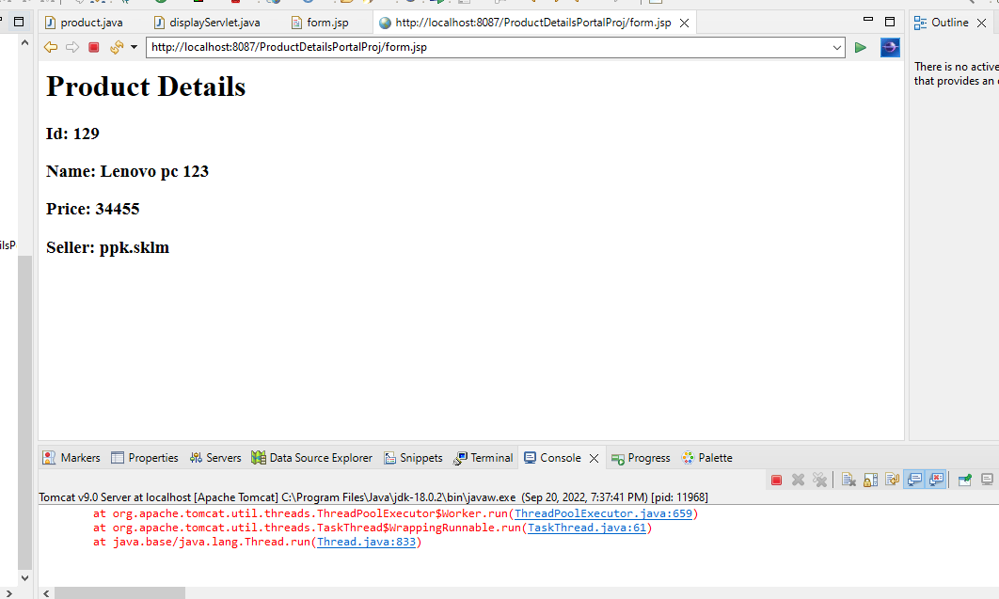 product.java displayServlet.java form.jsp http://localhost:8087/ProductDetailsPortalProj/form.jsp Outline
http://localhost:8087/ProductDetailsPortalProj/form.jsp
There is no active
that provides an
Product Details
Id: 129
Name: Lenovo pc 123
Price: 34455
Seller: ppk.sklm
ilsP
Markers Properties Servers Data Source Explorer Snippets Terminal Console Progress Palette
Tomcat v9.0 Server at localhost [Apache Tomcat] C:\Program Files\Java\jdk-18.0.2\bin\javaw.exe (Sep 20, 2022, 7:37:41 PM) [pid: 11968]
at org.apache.tomcat.util.threads.ThreadPoolExecutor$Worker.run(ThreadPoolExecutor.java:659)
at org.apache.tomcat.util.threads.TaskThread$WrappingRunnable.run(TaskThread.java:61)
at java.base/java.lang.Thread.run(Thread.java:833)